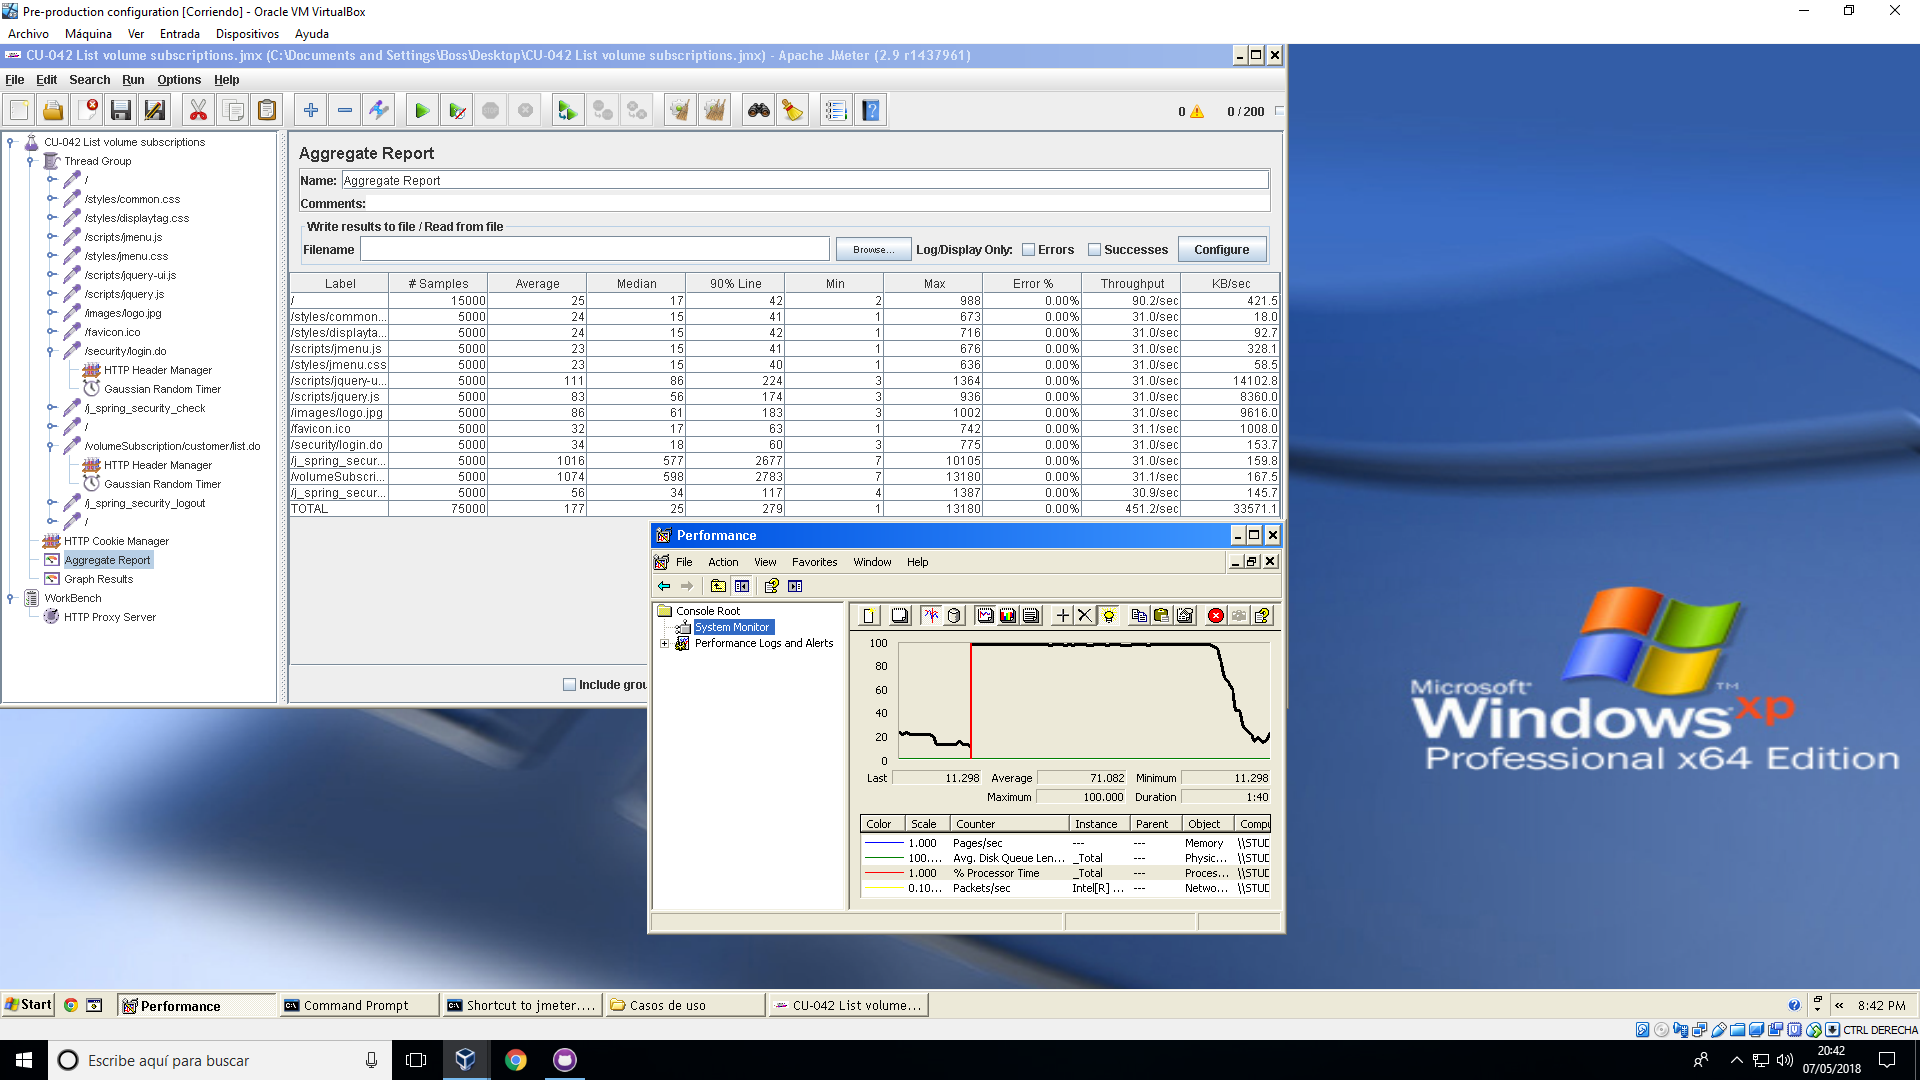 Pre-production configuration [Corriendo] - Oracle VM VirtualBox
Archivo Máquina Ver Entrada Dispositivos Ayuda
CU-042 List volume subscriptions.jmx (C:\Documents and Settings\Boss\Desktop\CU-042 List volume subscriptions.jmx) - Apache JMeter (2.9 r1437961)
File Edit Search Run Options Help
0 0 / 200
CU-042 List volume subscriptions
Thread Group
/
/styles/common.css
/styles/displaytag.css
/scripts/jmenu.js
/styles/jmenu.css
/scripts/jquery-ui.js
/scripts/jquery.js
/images/logo.jpg
/favicon.ico
/security/login.do
HTTP Header Manager
Gaussian Random Timer
/j_spring_security_check
/
/volumeSubscription/customer/list.do
HTTP Header Manager
Gaussian Random Timer
/j_spring_security_logout
/
HTTP Cookie Manager
Aggregate Report
Graph Results
WorkBench
HTTP Proxy Server
Aggregate Report
Name: Aggregate Report
Comments:
Write results to file / Read from file
Filename Browse... Log/Display Only: Errors Successes Configure
Label # Samples Average Median 90% Line Min Max Error % Throughput KB/sec
/ 15000 25 17 42 2 988 0.00% 90.2/sec 421.5
/styles/common... 5000 24 15 41 1 673 0.00% 31.0/sec 18.0
/styles/displayta... 5000 24 15 42 1 716 0.00% 31.0/sec 92.7
/scripts/jmenu.js 5000 23 15 41 1 676 0.00% 31.0/sec 328.1
/styles/jmenu.css 5000 23 15 40 1 636 0.00% 31.0/sec 58.5
/scripts/jquery-u... 5000 111 86 224 3 1364 0.00% 31.0/sec 14102.8
/scripts/jquery.js 5000 83 56 174 3 936 0.00% 31.0/sec 8360.0
/images/logo.jpg 5000 86 61 183 3 1002 0.00% 31.0/sec 9616.0
/favicon.ico 5000 32 17 63 1 742 0.00% 31.1/sec 1008.0
/security/login.do 5000 34 18 60 3 775 0.00% 31.0/sec 153.7
/j_spring_secur... 5000 1016 577 2677 7 10105 0.00% 31.0/sec 159.8
/volumeSubscri... 5000 1074 598 2783 7 13180 0.00% 31.1/sec 167.5
/j_spring_secur... 5000 56 34 117 4 1387 0.00% 30.9/sec 145.7
TOTAL 75000 177 25 279 1 13180 0.00% 451.2/sec 33571.1
Include grou
Performance
File Action View Favorites Window Help
Console Root
System Monitor
Performance Logs and Alerts
100
80
60
40
20
0
Last 11.298 Average 71.082 Minimum 11.298
Maximum 100.000 Duration 1:40
Color Scale Counter Instance Parent Object Compu
1.000 Pages/sec --- --- Memory \\STUD
100.... Avg. Disk Queue Len... _Total --- Physic... \\STUD
1.000 % Processor Time _Total --- Proces... \\STUD
0.10... Packets/sec Intel[R] ... --- Netwo... \\STUD
Microsoft®
Windows xp
TM
Professional x64 Edition
Start Performance Command Prompt Shortcut to jmeter.... Casos de uso CU-042 List volume... « 8:42 PM
CTRL DERECHA
Escribe aquí para buscar
20:42
07/05/2018